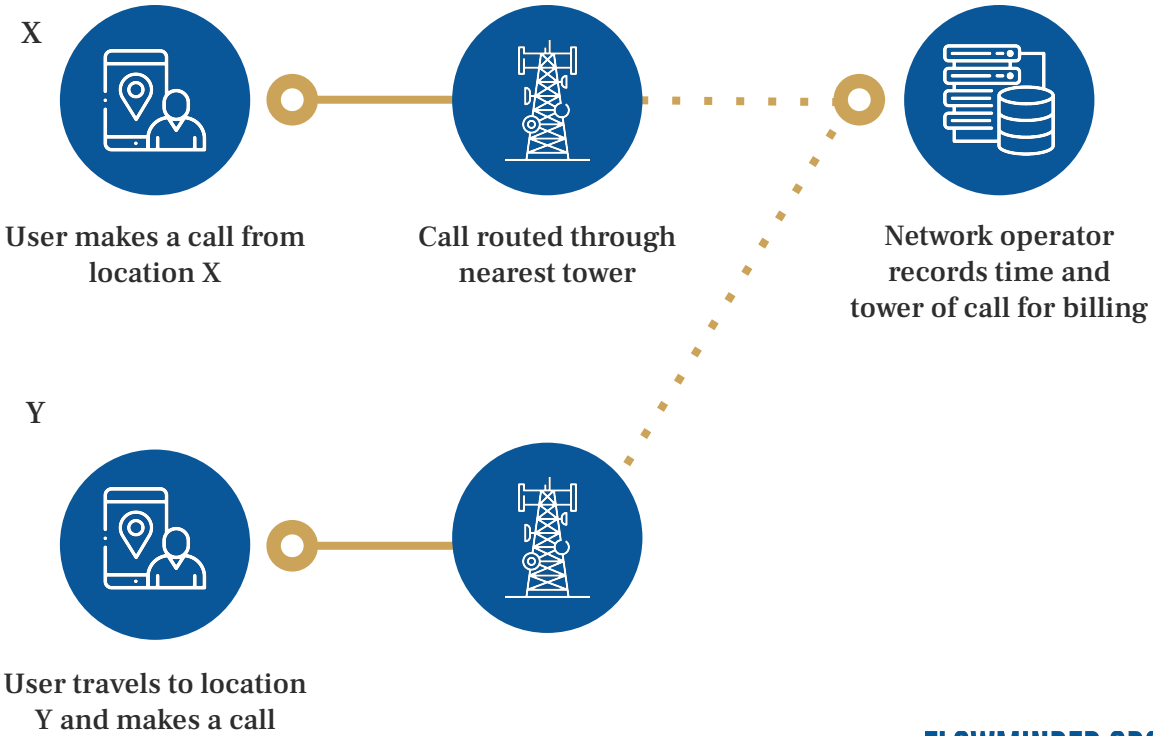 X
User makes a call from
location X
Call routed through
nearest tower
Network operator
records time and
tower of call for billing
Y
User travels to location
Y and makes a call